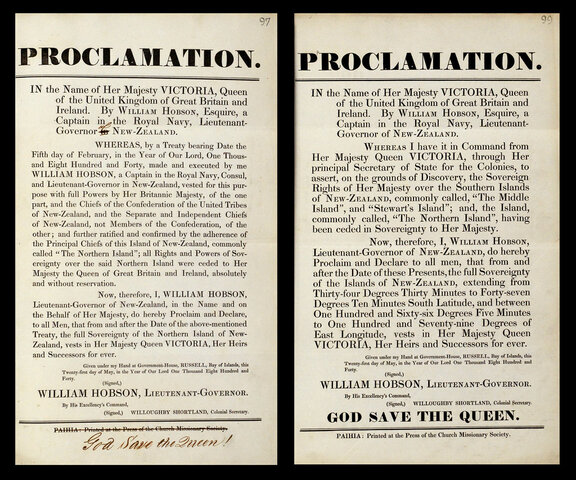 97
PROCLAMATION.
IN the Name of Her Majesty VICTORIA, Queen
of the United Kingdom of Great Britain and
Ireland. By WILLIAM HOBSON, Esquire, a
Captain in the Royal Navy, Lieutenant-
Governor NEW-ZEALAND.
WHEREAS, by a Treaty bearing Date the
Fifth day of February, in the Year of Our Lord, One Thou-
sand Eight Hundred and Forty, made and executed by me
WILLIAM HOBSON, a Captain in the Royal Navy, Consul,
and Lieutenant-Governor in New-Zealand, vested for this pur-
pose with full Powers by Her Britannic Majesty, of the one
part, and the Chiefs of the Confederation of the United Tribes
of New-Zealand, and the Separate and Independent Chiefs
of New-Zealand, not Members of the Confederation, of the
other; and further ratified and confirmed by the adherence of
the Principal Chiefs of this Island of New-Zealand, commonly
called "The Northern Island"; all Rights and Powers of Sov-
ereignty over the said Northern Island were ceded to Her
Majesty the Queen of Great Britain and Ireland, absolutely
and without reservation.
Now, therefore, I, WILLIAM HOBSON,
Lieutenant-Governor of New-Zealand, in the Name and on
the Behalf of Her Majesty, do hereby Proclaim and Declare,
to all Men, that from and after the Date of the above-mentioned
Treaty, the full Sovereignty of the Northern Island of New-
Zealand, vests in Her Majesty Queen VICTORIA, Her Heirs
and Successors for ever.
Given under my Hand at Government-House, RUSSELL, Bay of Islands, this
Twenty-first day of May, in the Year of Our Lord One Thousand Eight Hundred and
Forty.
(Signed,)
WILLIAM HOBSON, LIEUTENANT-GOVERNOR.
By His Excellency's Command,
(Signed,) WILLOUGHBY SHORTLAND, Colonial Secretary.
PAIHIA: Printed at the Press of the Church Missionary Society.
God Save the Queen!
99
PROCLAMATION.
IN the Name of Her Majesty VICTORIA, Queen
of the United Kingdom of Great Britain and
Ireland. By WILLIAM HOBSON, Esquire, a
Captain in the Royal Navy, Lieutenant-
Governor of NEW-ZEALAND.
WHEREAS I have it in Command from
Her Majesty Queen VICTORIA, through Her
principal Secretary of State for the Colonies, to
assert, on the grounds of Discovery, the Sovereign
Rights of Her Majesty over the Southern Islands
of NEW-ZEALAND, commonly called, "The Middle
Island", and "Stewart's Island"; and, the Island,
commonly called, "The Northern Island", having
been ceded in Sovereignty to Her Majesty.
Now, therefore, I, WILLIAM HOBSON,
Lieutenant-Governor of NEW-ZEALAND, do hereby
Proclaim and Declare to all men, that from and
after the Date of these Presents, the full Sovereignty
of the Islands of NEW-ZEALAND, extending from
Thirty-four Degrees Thirty Minutes to Forty-seven
Degrees Ten Minutes South Latitude, and between
One Hundred and Sixty-six Degrees Five Minutes
to One Hundred and Seventy-nine Degrees of
East Longitude, vests in Her Majesty Queen
VICTORIA, Her Heirs and Successors for ever.
Given under my Hand at Government-House, RUSSELL, Bay of Islands, this
Twenty-first day of May, in the Year of Our Lord One Thousand Eight Hundred and
Forty.
(Signed,)
WILLIAM HOBSON, LIEUTENANT-GOVERNOR.
By His Excellency's Command,
(Signed,) WILLOUGHBY SHORTLAND, Colonial Secretary.
GOD SAVE THE QUEEN.
PAIHIA: Printed at the Press of the Church Missionary Society.